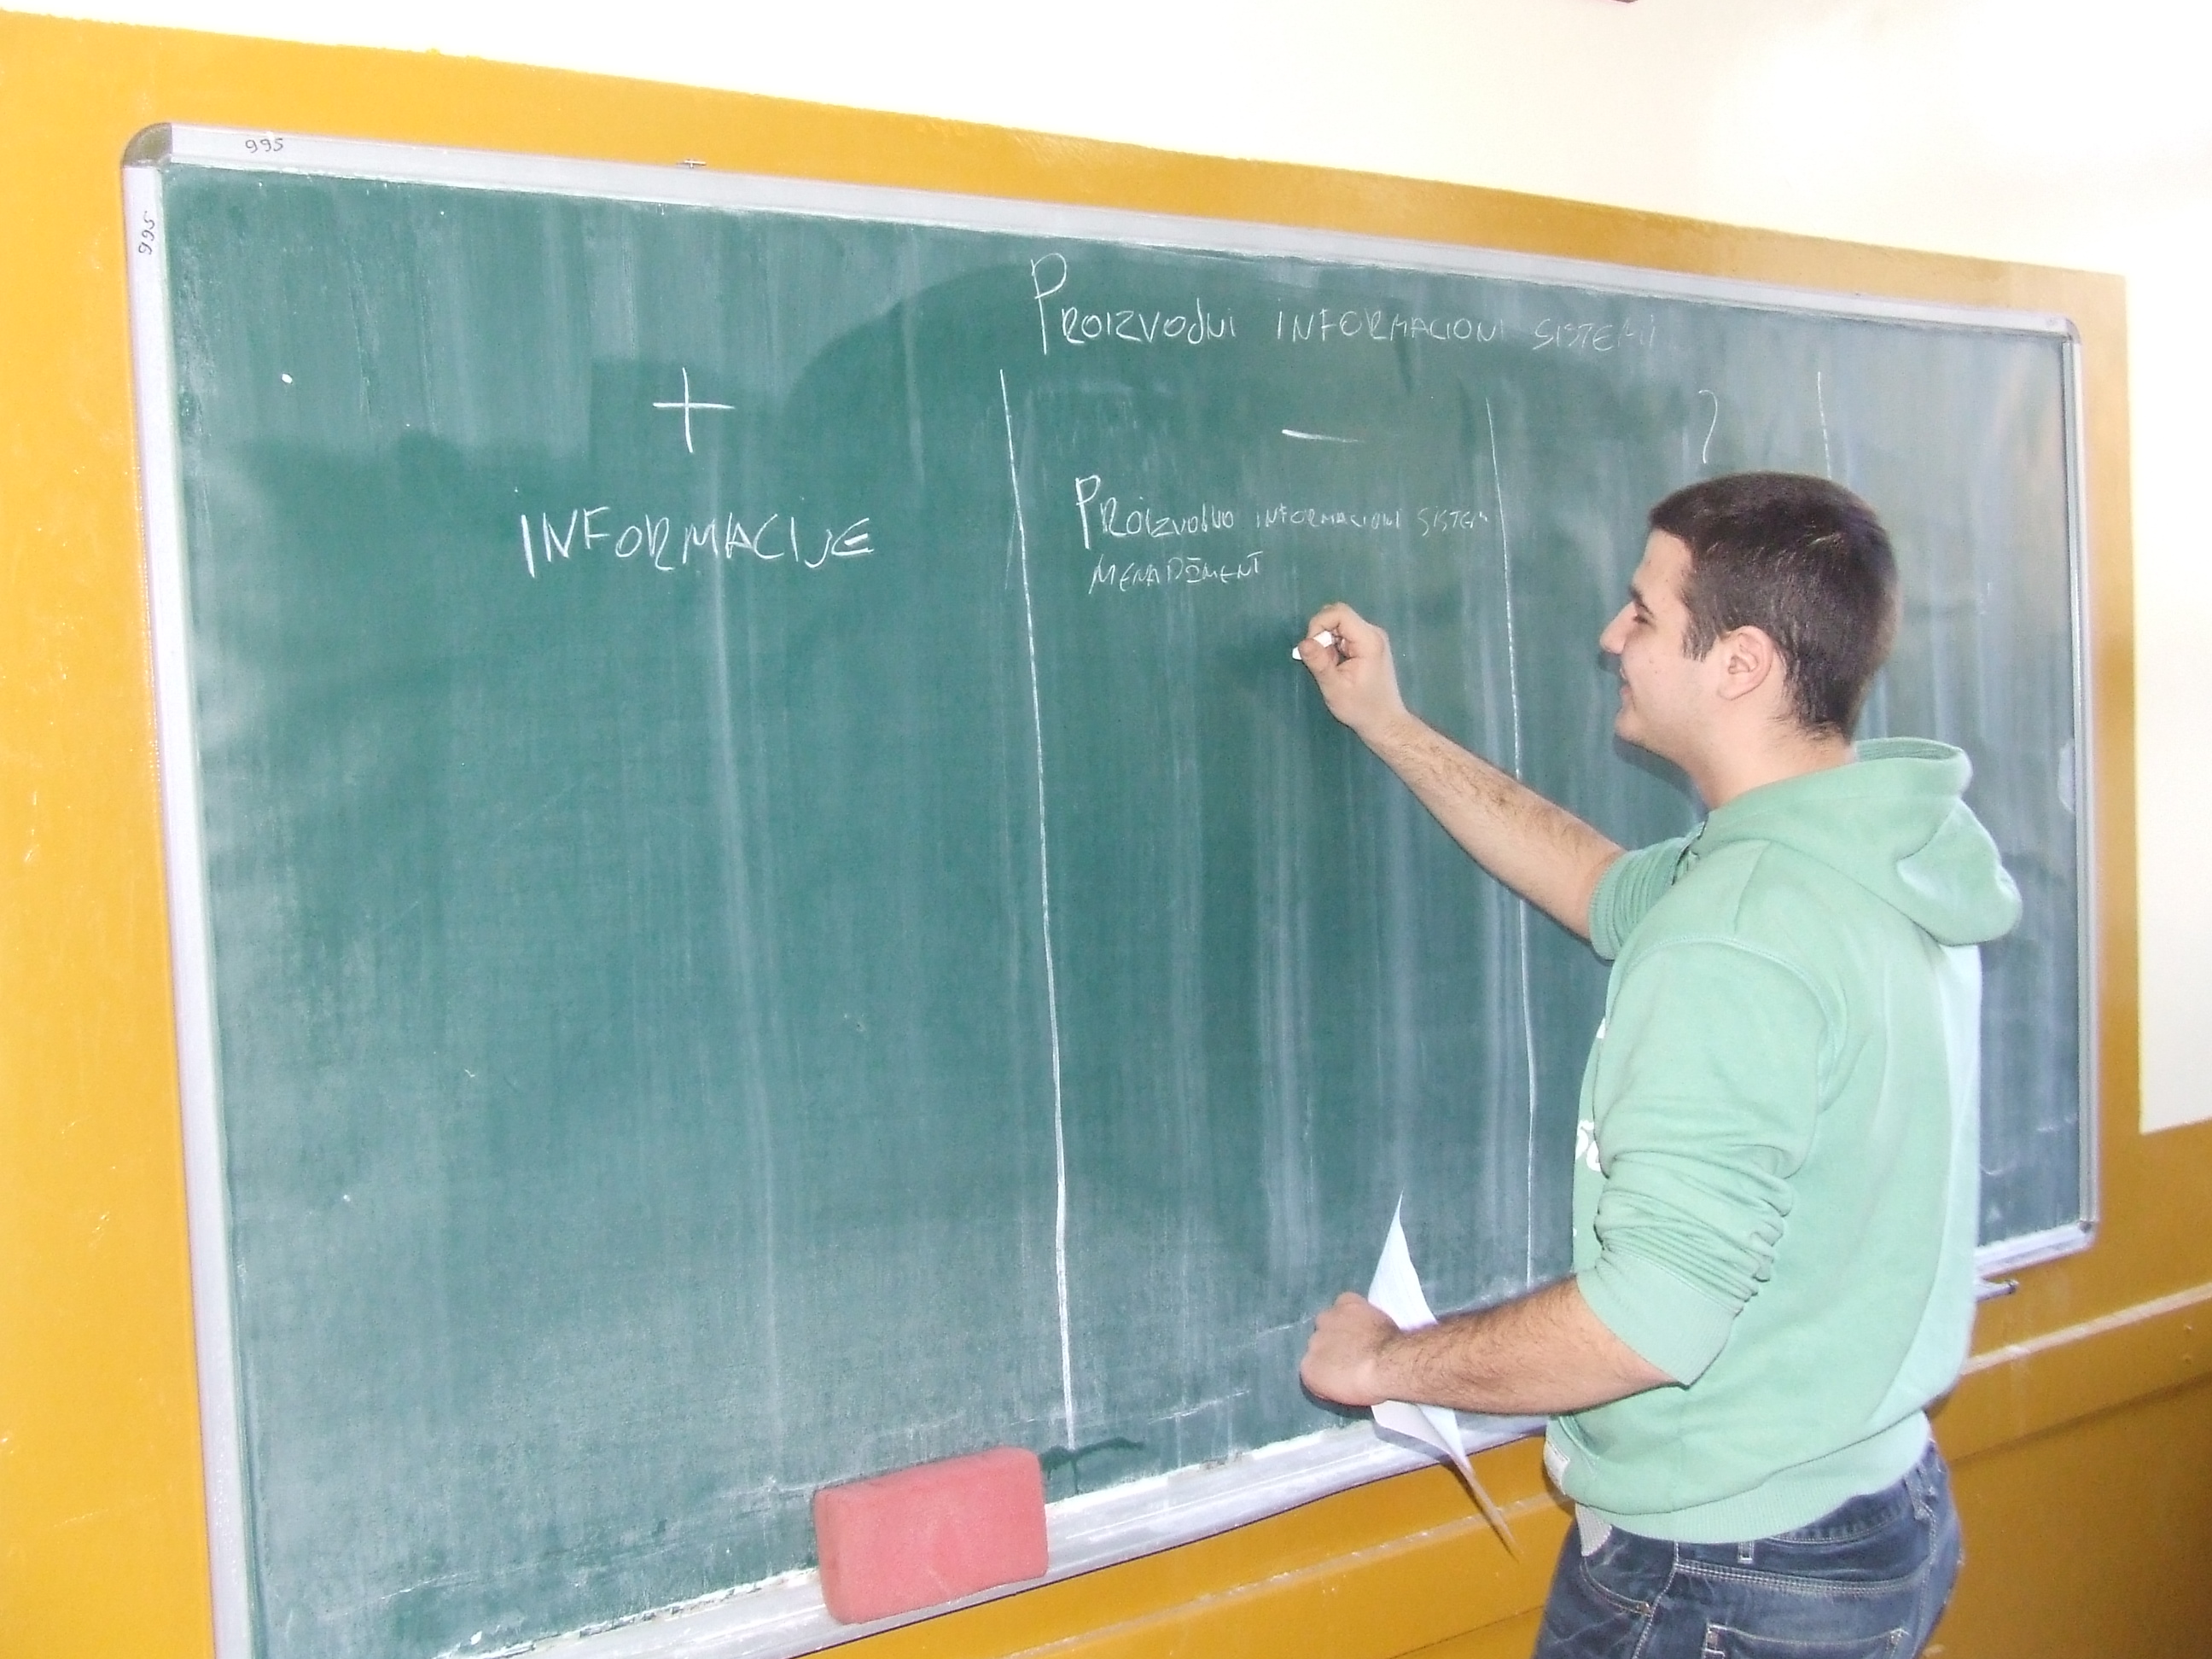 995
995
PROIZVODNI INFORMACIONI SISTEMI
+
−
?
INFORMACIJE
PROIZVODNO INFORMACIONI SISTEM
MENADŽMENT